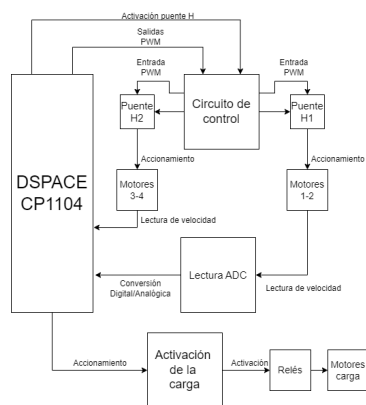 Activación puente H
Salidas
PWM
Entrada
PWM
Entrada
PWM
Puente
H2
Circuito de
control
Puente
H1
Accionamiento
Accionamiento
DSPACE
CP1104
Motores
3-4
Motores
1-2
Lectura de velocidad
Lectura ADC
Lectura de velocidad
Conversión
Digital/Analógica
Accionamiento
Activación
de la
carga
Activación
Relés
Motores
carga